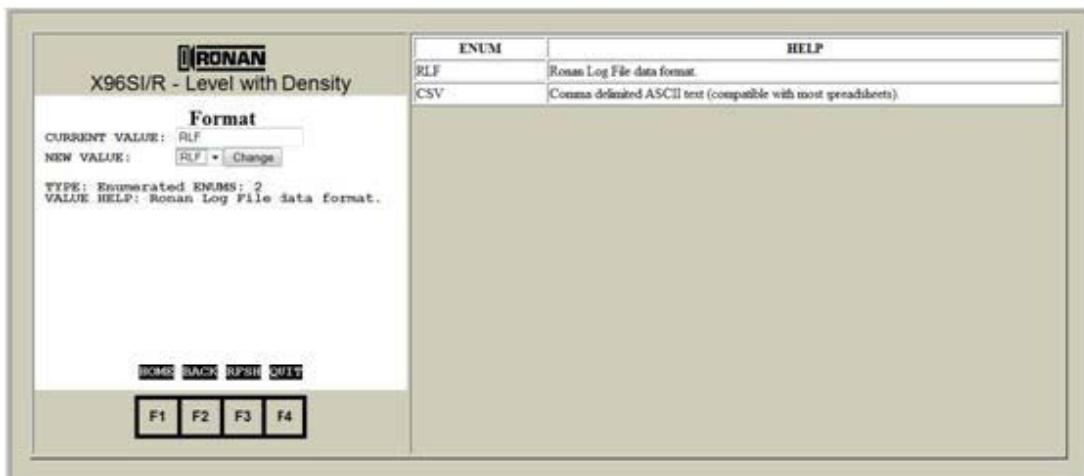 RONAN
X96SI/R - Level with Density
Format
CURRENT VALUE: RLF
NEW VALUE: RLF Change
TYPE: Enumerated ENUMS: 2
VALUE HELP: Ronan Log File data format.
HOME BACK RFSH QUIT
F1 F2 F3 F4
ENUM HELP
RLF Ronan Log File data format.
CSV Comma delimited ASCII text (compatible with most spreadsheets).